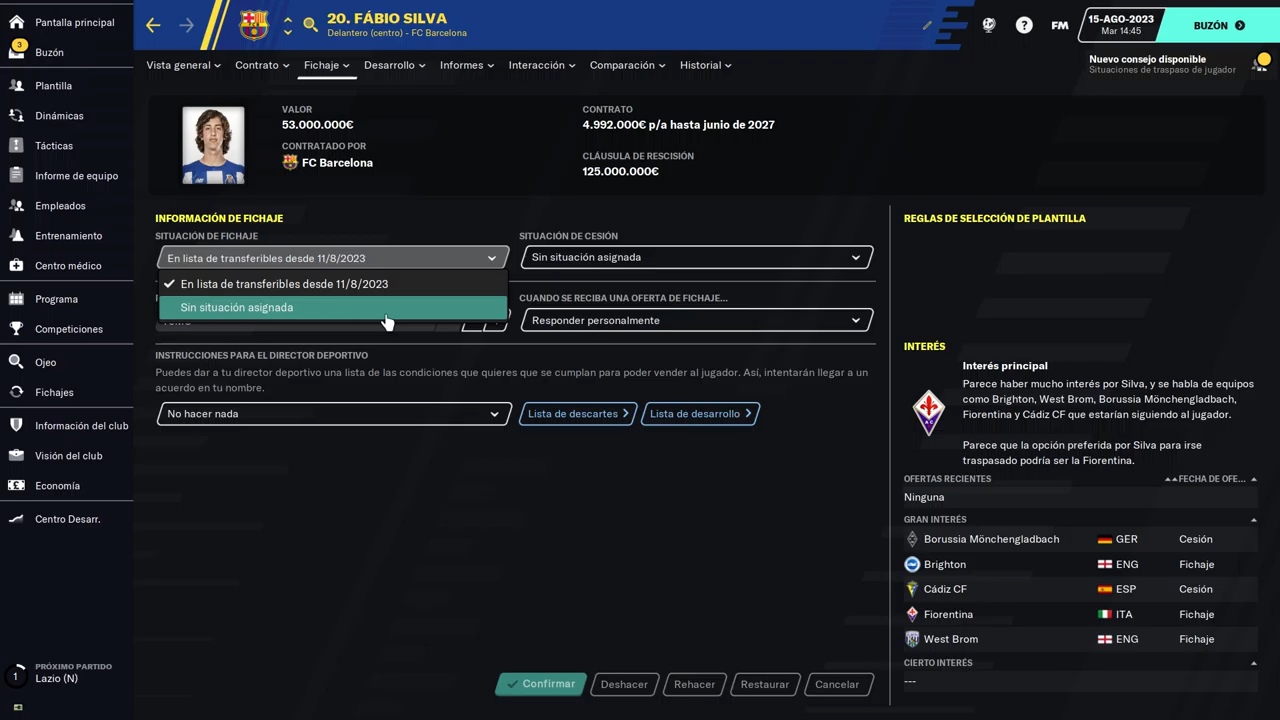 Pantalla principal
3
Buzón
Plantilla
Dinámicas
Tácticas
Informe de equipo
Empleados
Entrenamiento
Centro médico
Programa
Competiciones
Ojeo
Fichajes
Información del club
Visión del club
Economía
Centro Desarr.
1
PRÓXIMO PARTIDO
Lazio (N)
20. FÁBIO SILVA
Delantero (centro) - FC Barcelona
?
FM
15-AGO-2023
Mar 14:45
BUZÓN
Vista general
Contrato
Fichaje
Desarrollo
Informes
Interacción
Comparación
Historial
Nuevo consejo disponible
Situaciones de traspaso de jugador
VALOR
53.000.000€
CONTRATADO POR
FC Barcelona
CONTRATO
4.992.000€ p/a hasta junio de 2027
CLÁUSULA DE RESCISIÓN
125.000.000€
INFORMACIÓN DE FICHAJE
SITUACIÓN DE FICHAJE
En lista de transferibles desde 11/8/2023
En lista de transferibles desde 11/8/2023
Sin situación asignada
SITUACIÓN DE CESIÓN
Sin situación asignada
CUANDO SE RECIBA UNA OFERTA DE FICHAJE...
Responder personalmente
INSTRUCCIONES PARA EL DIRECTOR DEPORTIVO
Puedes dar a tu director deportivo una lista de las condiciones que quieres que se cumplan para poder vender al jugador. Así, intentarán llegar a
un acuerdo en tu nombre.
No hacer nada
Lista de descartes
Lista de desarrollo
Confirmar
Deshacer
Rehacer
Restaurar
Cancelar
REGLAS DE SELECCIÓN DE PLANTILLA
INTERÉS
Interés principal
Parece haber mucho interés por Silva, y se habla de equipos
como Brighton, West Brom, Borussia Mönchengladbach,
Fiorentina y Cádiz CF que estarían siguiendo al jugador.
Parece que la opción preferida por Silva para irse
traspasado podría ser la Fiorentina.
OFERTAS RECIENTES
FECHA DE OFE...
Ninguna
GRAN INTERÉS
Borussia Mönchengladbach GER Cesión
Brighton ENG Fichaje
Cádiz CF ESP Cesión
Fiorentina ITA Fichaje
West Brom ENG Fichaje
CIERTO INTERÉS
---